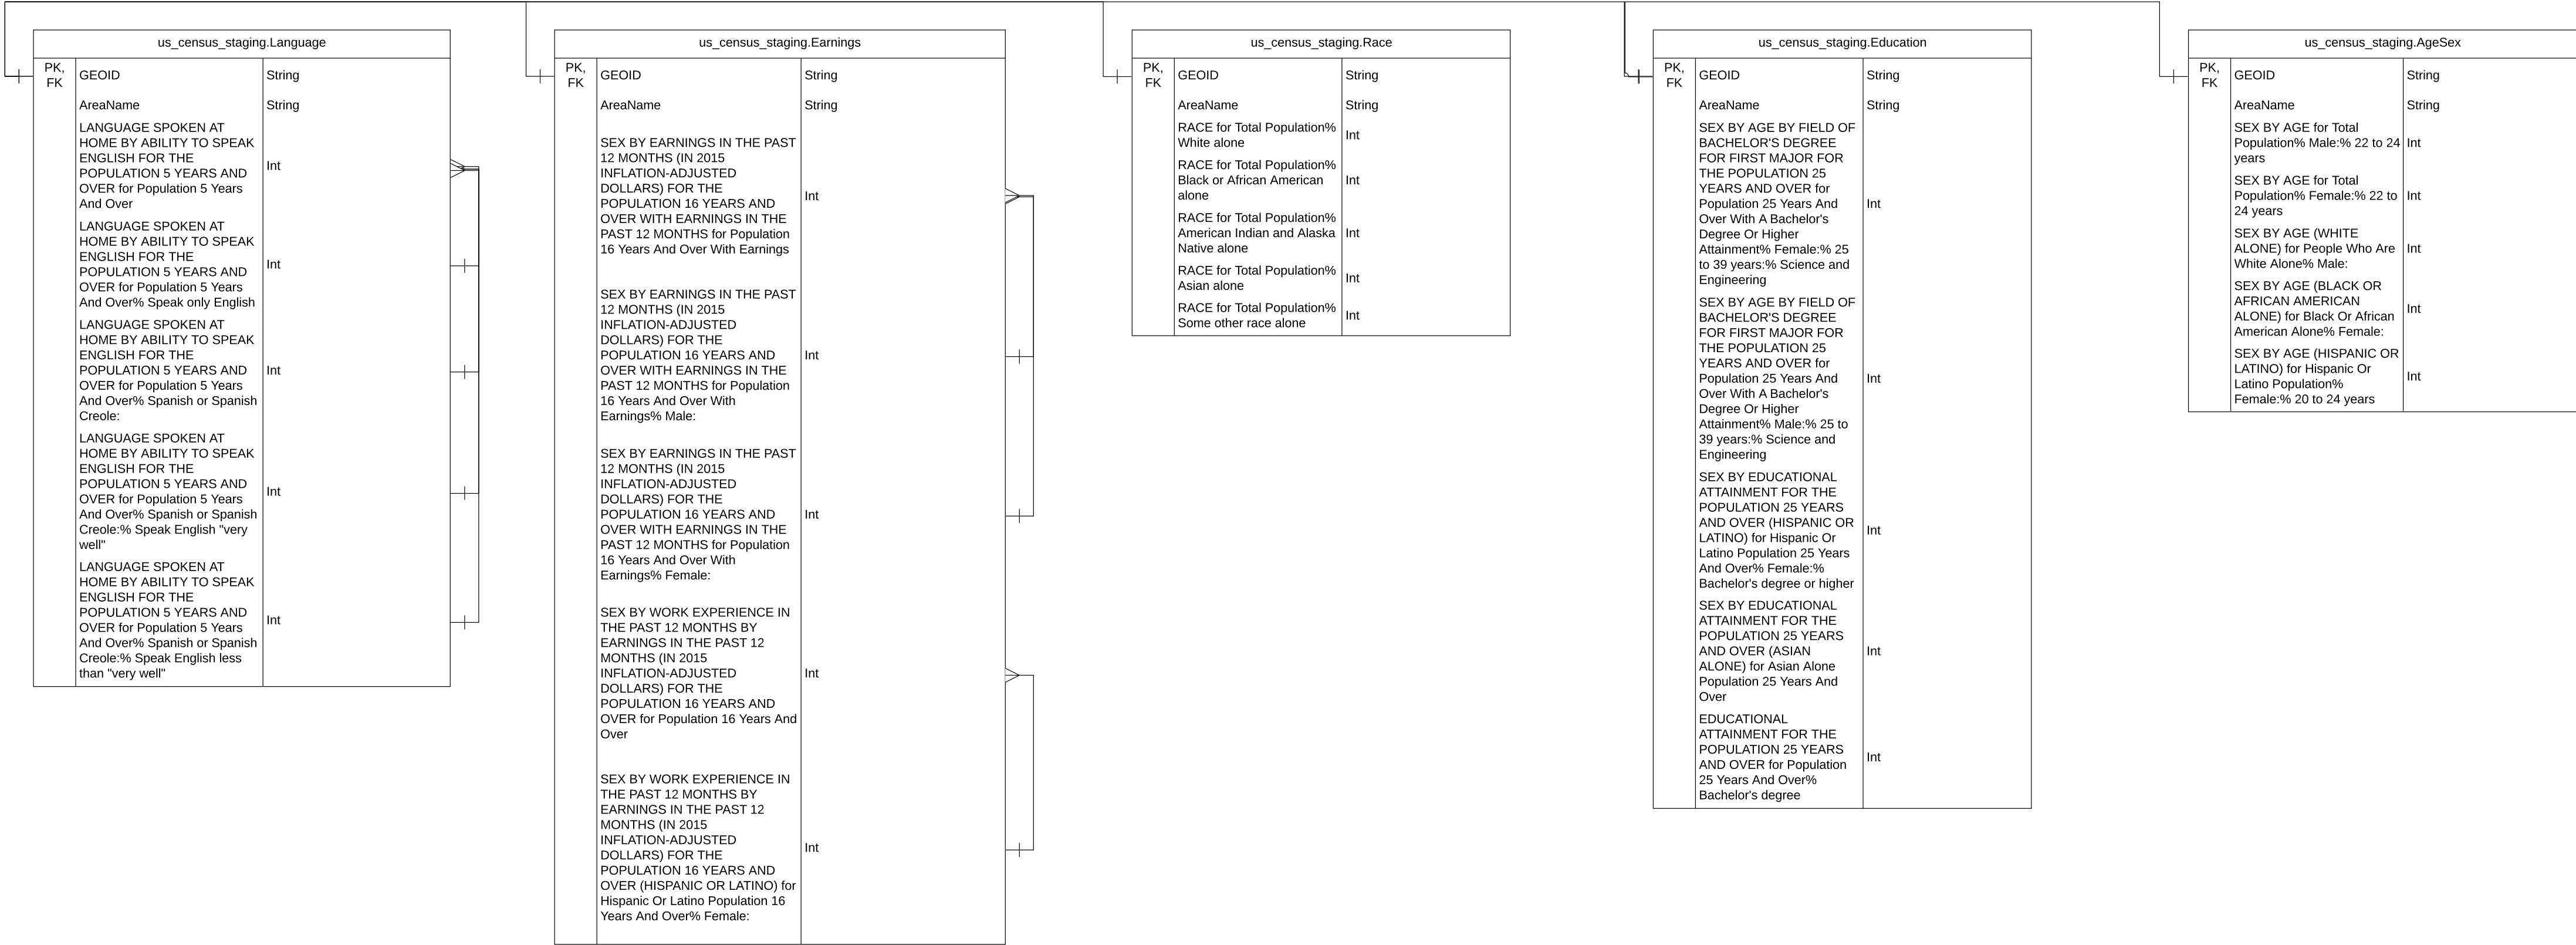 us_census_staging.Language
PK,
FK
GEOID
String
AreaName
String
LANGUAGE SPOKEN AT
HOME BY ABILITY TO SPEAK
ENGLISH FOR THE
POPULATION 5 YEARS AND
OVER for Population 5 Years
And Over
Int
LANGUAGE SPOKEN AT
HOME BY ABILITY TO SPEAK
ENGLISH FOR THE
POPULATION 5 YEARS AND
OVER for Population 5 Years
And Over% Speak only English
Int
LANGUAGE SPOKEN AT
HOME BY ABILITY TO SPEAK
ENGLISH FOR THE
POPULATION 5 YEARS AND
OVER for Population 5 Years
And Over% Spanish or Spanish
Creole:
Int
LANGUAGE SPOKEN AT
HOME BY ABILITY TO SPEAK
ENGLISH FOR THE
POPULATION 5 YEARS AND
OVER for Population 5 Years
And Over% Spanish or Spanish
Creole:% Speak English "very
well"
Int
LANGUAGE SPOKEN AT
HOME BY ABILITY TO SPEAK
ENGLISH FOR THE
POPULATION 5 YEARS AND
OVER for Population 5 Years
And Over% Spanish or Spanish
Creole:% Speak English less
than "very well"
Int
us_census_staging.Earnings
PK,
FK
GEOID
String
AreaName
String
SEX BY EARNINGS IN THE PAST
12 MONTHS (IN 2015
INFLATION-ADJUSTED
DOLLARS) FOR THE
POPULATION 16 YEARS AND
OVER WITH EARNINGS IN THE
PAST 12 MONTHS for Population
16 Years And Over With Earnings
Int
SEX BY EARNINGS IN THE PAST
12 MONTHS (IN 2015
INFLATION-ADJUSTED
DOLLARS) FOR THE
POPULATION 16 YEARS AND
OVER WITH EARNINGS IN THE
PAST 12 MONTHS for Population
16 Years And Over With
Earnings% Male:
Int
SEX BY EARNINGS IN THE PAST
12 MONTHS (IN 2015
INFLATION-ADJUSTED
DOLLARS) FOR THE
POPULATION 16 YEARS AND
OVER WITH EARNINGS IN THE
PAST 12 MONTHS for Population
16 Years And Over With
Earnings% Female:
Int
SEX BY WORK EXPERIENCE IN
THE PAST 12 MONTHS BY
EARNINGS IN THE PAST 12
MONTHS (IN 2015
INFLATION-ADJUSTED
DOLLARS) FOR THE
POPULATION 16 YEARS AND
OVER for Population 16 Years And
Over
Int
SEX BY WORK EXPERIENCE IN
THE PAST 12 MONTHS BY
EARNINGS IN THE PAST 12
MONTHS (IN 2015
INFLATION-ADJUSTED
DOLLARS) FOR THE
POPULATION 16 YEARS AND
OVER (HISPANIC OR LATINO) for
Hispanic Or Latino Population 16
Years And Over% Female:
Int
us_census_staging.Race
PK,
FK
GEOID
String
AreaName
String
RACE for Total Population%
White alone
Int
RACE for Total Population%
Black or African American
alone
Int
RACE for Total Population%
American Indian and Alaska
Native alone
Int
RACE for Total Population%
Asian alone
Int
RACE for Total Population%
Some other race alone
Int
us_census_staging.Education
PK,
FK
GEOID
String
AreaName
String
SEX BY AGE BY FIELD OF
BACHELOR'S DEGREE
FOR FIRST MAJOR FOR
THE POPULATION 25
YEARS AND OVER for
Population 25 Years And
Over With A Bachelor's
Degree Or Higher
Attainment% Female:% 25
to 39 years:% Science and
Engineering
Int
SEX BY AGE BY FIELD OF
BACHELOR'S DEGREE
FOR FIRST MAJOR FOR
THE POPULATION 25
YEARS AND OVER for
Population 25 Years And
Over With A Bachelor's
Degree Or Higher
Attainment% Male:% 25 to
39 years:% Science and
Engineering
Int
SEX BY EDUCATIONAL
ATTAINMENT FOR THE
POPULATION 25 YEARS
AND OVER (HISPANIC OR
LATINO) for Hispanic Or
Latino Population 25 Years
And Over% Female:%
Bachelor's degree or higher
Int
SEX BY EDUCATIONAL
ATTAINMENT FOR THE
POPULATION 25 YEARS
AND OVER (ASIAN
ALONE) for Asian Alone
Population 25 Years And
Over
Int
EDUCATIONAL
ATTAINMENT FOR THE
POPULATION 25 YEARS
AND OVER for Population
25 Years And Over%
Bachelor's degree
Int
us_census_staging.AgeSex
PK,
FK
GEOID
String
AreaName
String
SEX BY AGE for Total
Population% Male:% 22 to 24
years
Int
SEX BY AGE for Total
Population% Female:% 22 to
24 years
Int
SEX BY AGE (WHITE
ALONE) for People Who Are
White Alone% Male:
Int
SEX BY AGE (BLACK OR
AFRICAN AMERICAN
ALONE) for Black Or African
American Alone% Female:
Int
SEX BY AGE (HISPANIC OR
LATINO) for Hispanic Or
Latino Population%
Female:% 20 to 24 years
Int